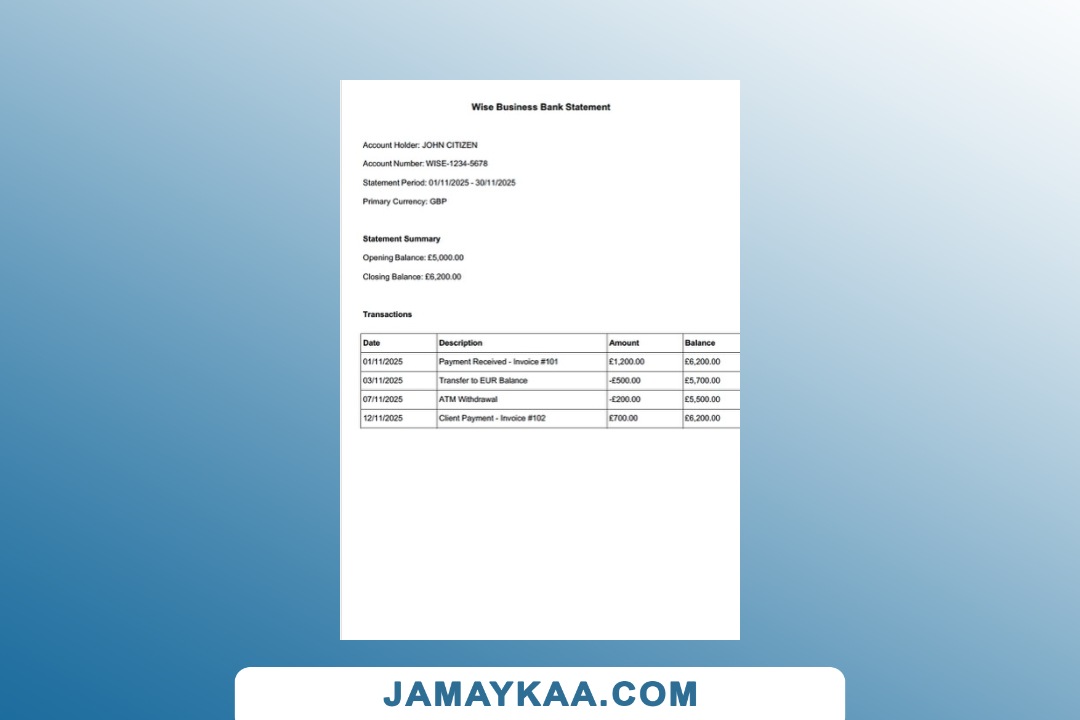 Wise Business Bank Statement
Account Holder: JOHN CITIZEN
Account Number: WISE-1234-5678
Statement Period: 01/11/2025 - 30/11/2025
Primary Currency: GBP
Statement Summary
Opening Balance: £5,000.00
Closing Balance: £6,200.00
Transactions
Date Description Amount Balance
01/11/2025 Payment Received - Invoice #101 £1,200.00 £6,200.00
03/11/2025 Transfer to EUR Balance -£500.00 £5,700.00
07/11/2025 ATM Withdrawal -£200.00 £5,500.00
12/11/2025 Client Payment - Invoice #102 £700.00 £6,200.00
JAMAYKAA.COM